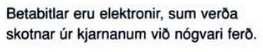 Betabitlar eru elektronir, sum verða
skotnar úr kjarnanum við nógvari ferð.